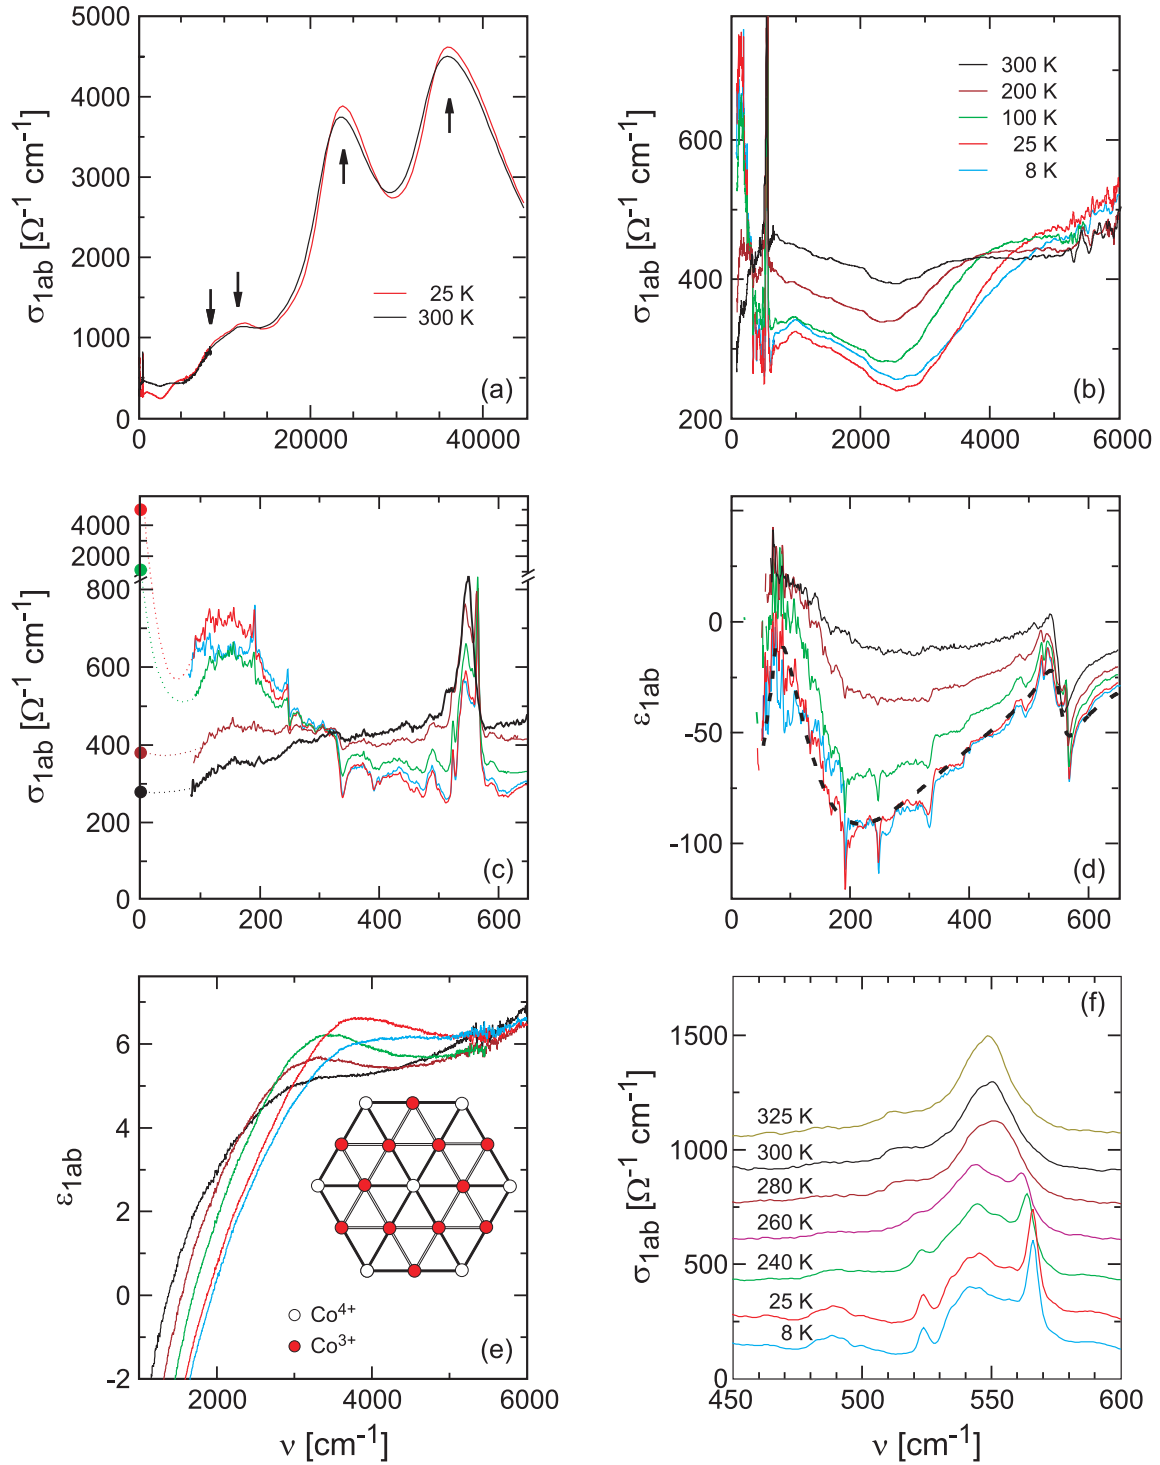 5000
4000
3000
2000
1000
0
σ1ab [Ω-1 cm-1]
25 K
300 K
(a)
0 20000 40000
600
400
200
σ1ab [Ω-1 cm-1]
300 K
200 K
100 K
25 K
8 K
(b)
0 2000 4000 6000
4000
2000
800
600
400
200
0
σ1ab [Ω-1 cm-1]
(c)
0 200 400 600
0
-50
-100
ε1ab
(d)
0 200 400 600
6
4
2
0
-2
ε1ab
Co4+
Co3+
(e)
2000 4000 6000
ν [cm-1]
(f)
1500
1000
500
0
σ1ab [Ω-1 cm-1]
325 K
300 K
280 K
260 K
240 K
25 K
8 K
450 500 550 600
ν [cm-1]